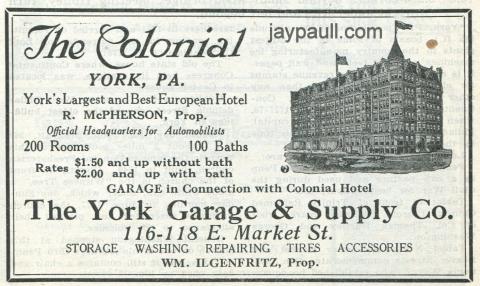 jaypaull.com
The Colonial
YORK, PA.
York's Largest and Best European Hotel
R. McPHERSON, Prop.
Official Headquarters for Automobilists
200 Rooms 100 Baths
Rates $1.50 and up without bath
$2.00 and up with bath
GARAGE in Connection with Colonial Hotel
The York Garage & Supply Co.
116-118 E. Market St.
STORAGE WASHING REPAIRING TIRES ACCESSORIES
WM. ILGENFRITZ, Prop.